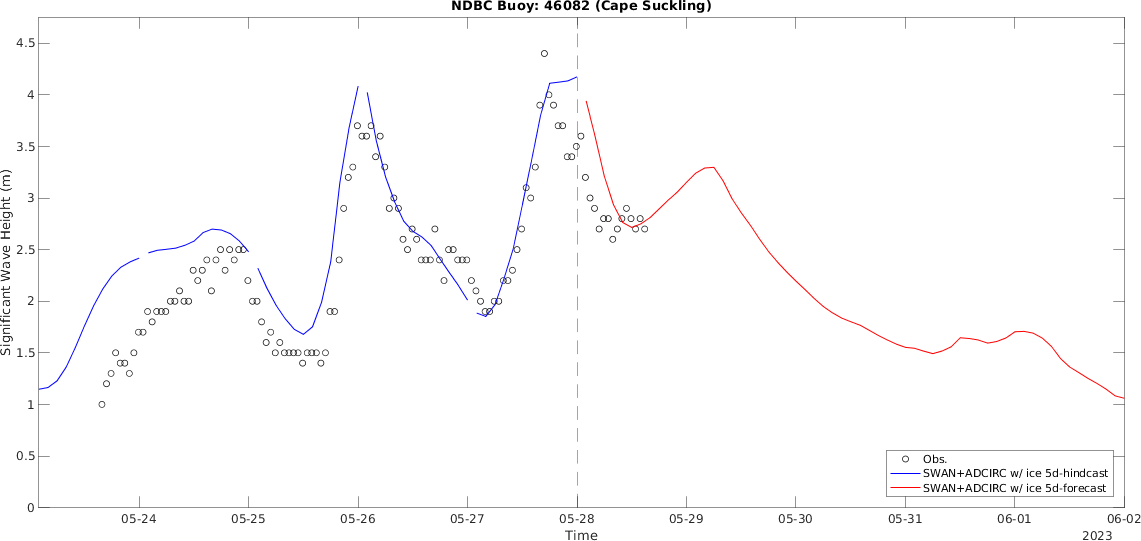 NDBC Buoy: 46082 (Cape Suckling)
Significant Wave Height (m)
4.5
4
3.5
3
2.5
2
1.5
1
0.5
0
Obs.
SWAN+ADCIRC w/ ice 5d-hindcast
SWAN+ADCIRC w/ ice 5d-forecast
05-24 05-25 05-26 05-27 05-28 05-29 05-30 05-31 06-01 06-02
Time
2023